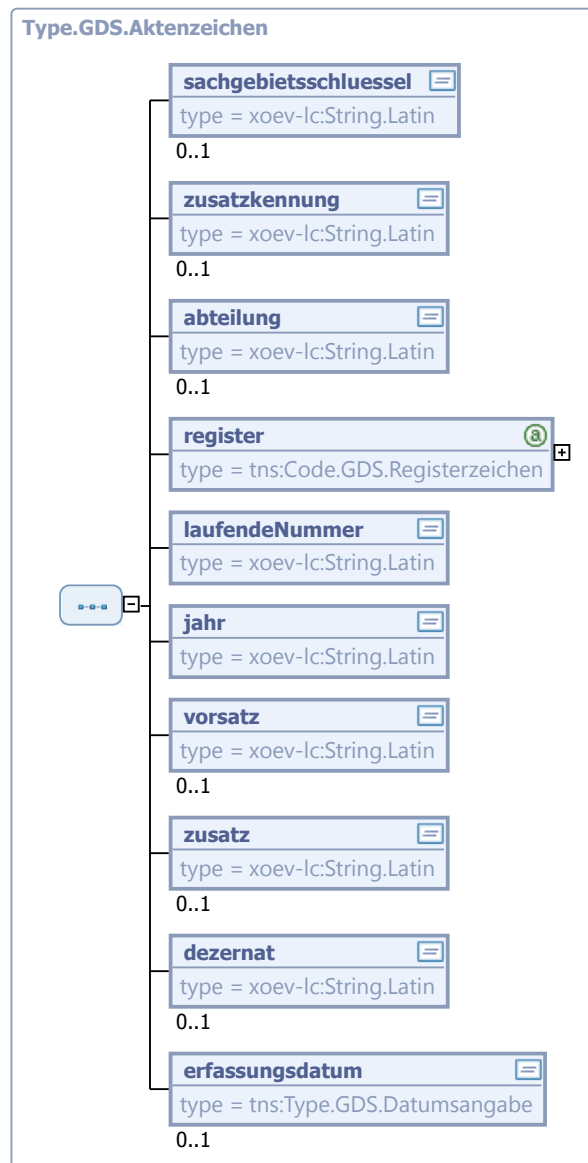 Type.GDS.Aktenzeichen
sachgebietsschluessel
type = xoev-lc:String.Latin
0..1
zusatzkennung
type = xoev-lc:String.Latin
0..1
abteilung
type = xoev-lc:String.Latin
0..1
register
type = tns:Code.GDS.Registerzeichen
laufendeNummer
type = xoev-lc:String.Latin
jahr
type = xoev-lc:String.Latin
vorsatz
type = xoev-lc:String.Latin
0..1
zusatz
type = xoev-lc:String.Latin
0..1
dezernat
type = xoev-lc:String.Latin
0..1
erfassungsdatum
type = tns:Type.GDS.Datumsangabe
0..1